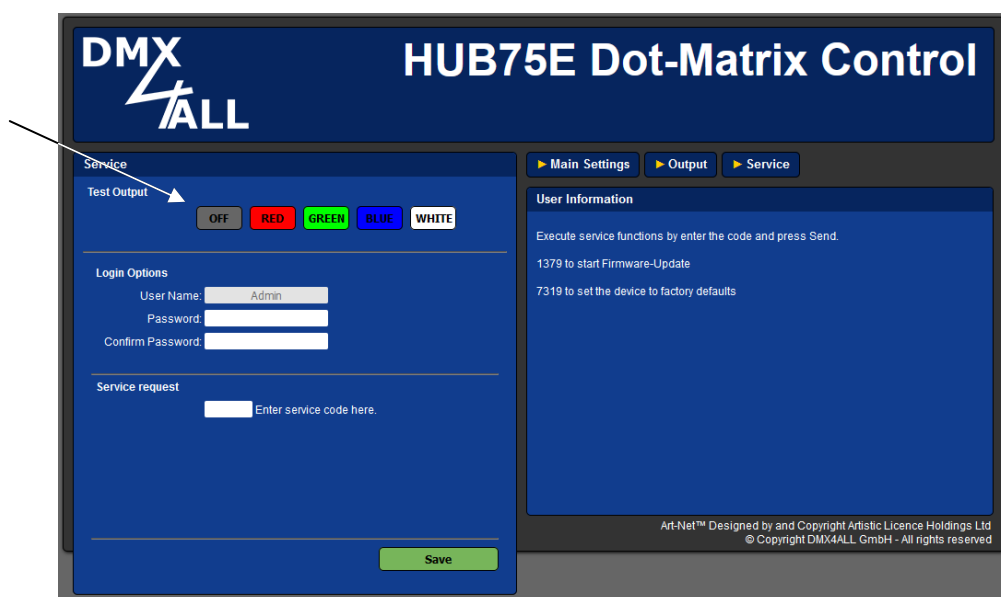 DMX
4ALL
HUB75E Dot-Matrix Control
Service
Test Output
OFF RED GREEN BLUE WHITE
Login Options
User Name: Admin
Password:
Confirm Password:
Service request
Enter service code here.
Save
Main Settings Output Service
User Information
Execute service functions by enter the code and press Send.
1379 to start Firmware-Update
7319 to set the device to factory defaults
Art-Net™ Designed by and Copyright Artistic Licence Holdings Ltd
© Copyright DMX4ALL GmbH - All rights reserved